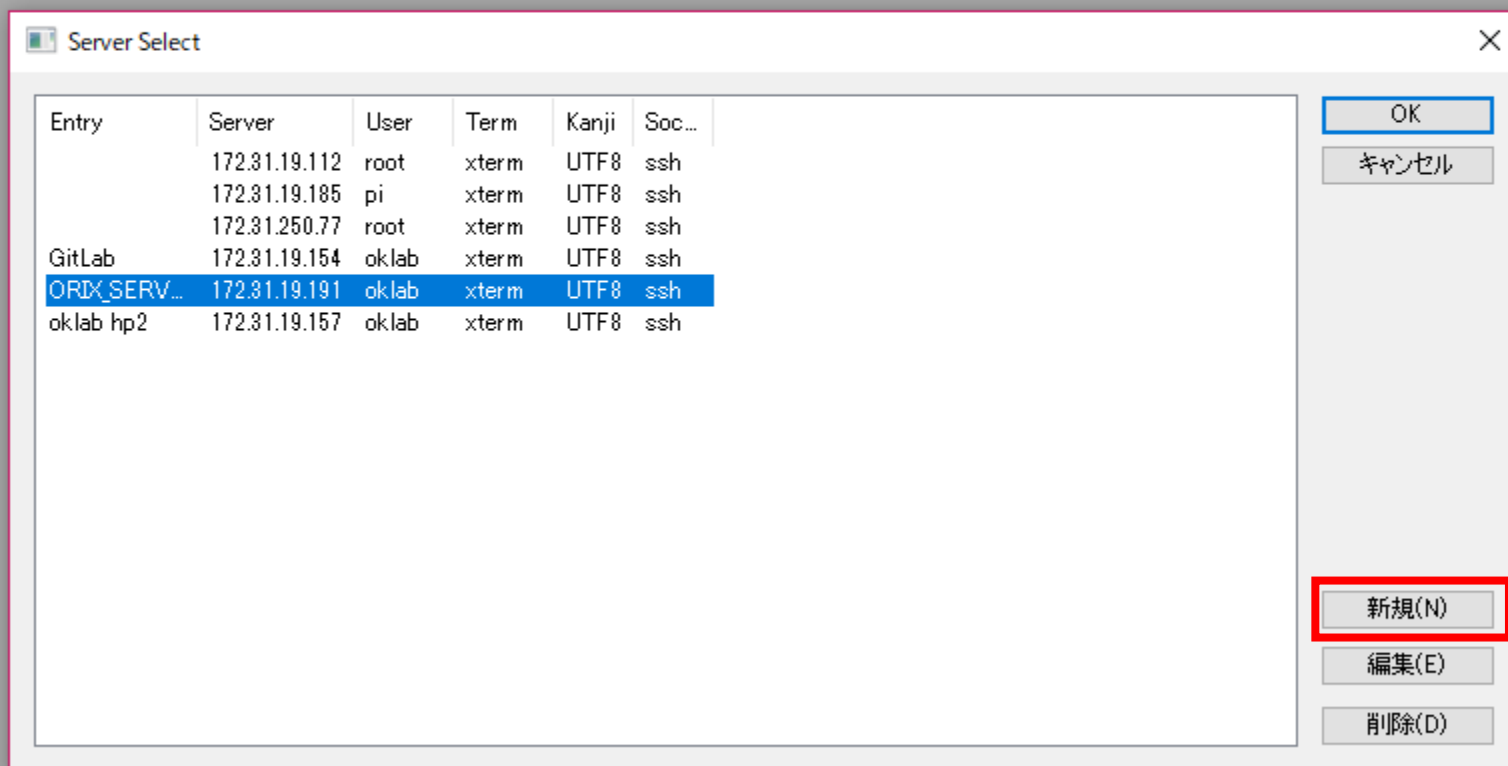 Server Select
Entry Server User Term Kanji Soc...
172.31.19.112 root xterm UTF8 ssh
172.31.19.185 pi xterm UTF8 ssh
172.31.250.77 root xterm UTF8 ssh
GitLab 172.31.19.154 oklab xterm UTF8 ssh
ORIX_SERV... 172.31.19.191 oklab xterm UTF8 ssh
oklab hp2 172.31.19.157 oklab xterm UTF8 ssh
OK
キャンセル
新規(N)
編集(E)
削除(D)